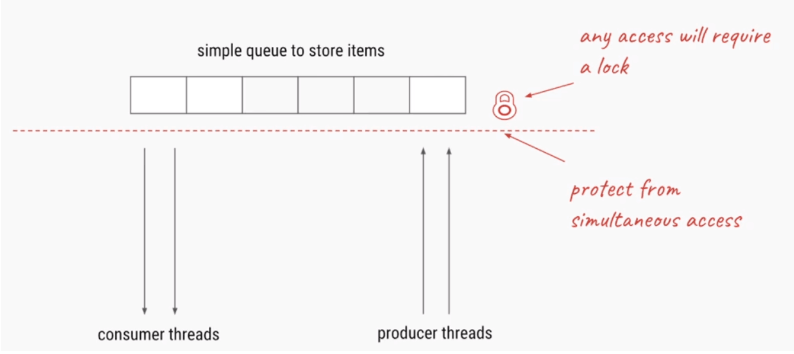 any access will require
a lock
simple queue to store items
protect from
simultaneous access
consumer threads
producer threads